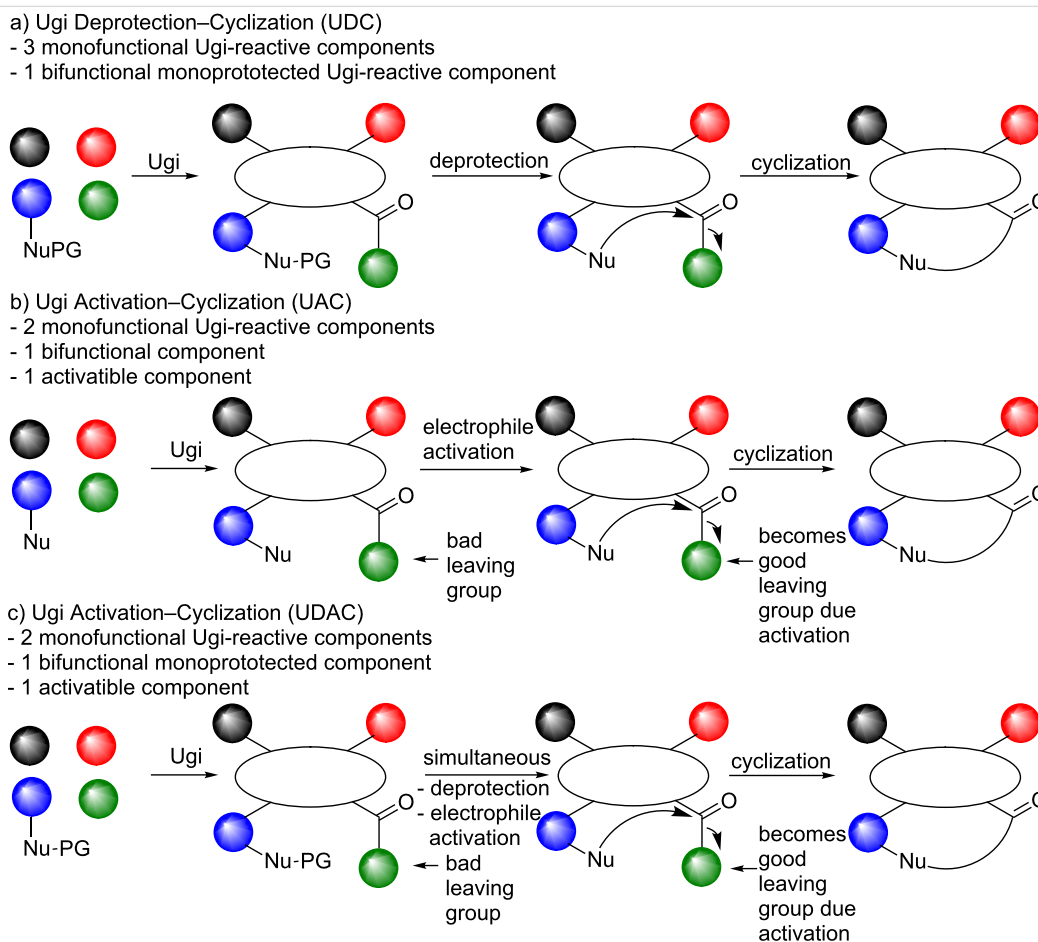 a) Ugi Deprotection–Cyclization (UDC)
- 3 monofunctional Ugi-reactive components
- 1 bifunctional monoprototected Ugi-reactive component
Ugi
deprotection
cyclization
NuPG
Nu-PG
O
Nu
O
Nu
O
b) Ugi Activation–Cyclization (UAC)
- 2 monofunctional Ugi-reactive components
- 1 bifunctional component
- 1 activatible component
Ugi
electrophile
activation
cyclization
Nu
Nu
O
bad
leaving
group
Nu
O
becomes
good
leaving
group due
activation
Nu
O
c) Ugi Activation–Cyclization (UDAC)
- 2 monofunctional Ugi-reactive components
- 1 bifunctional monoprototected component
- 1 activatible component
Ugi
simultaneous
- deprotection
- electrophile
activation
cyclization
Nu-PG
Nu-PG
O
bad
leaving
group
Nu
O
becomes
good
leaving
group due
activation
Nu
O